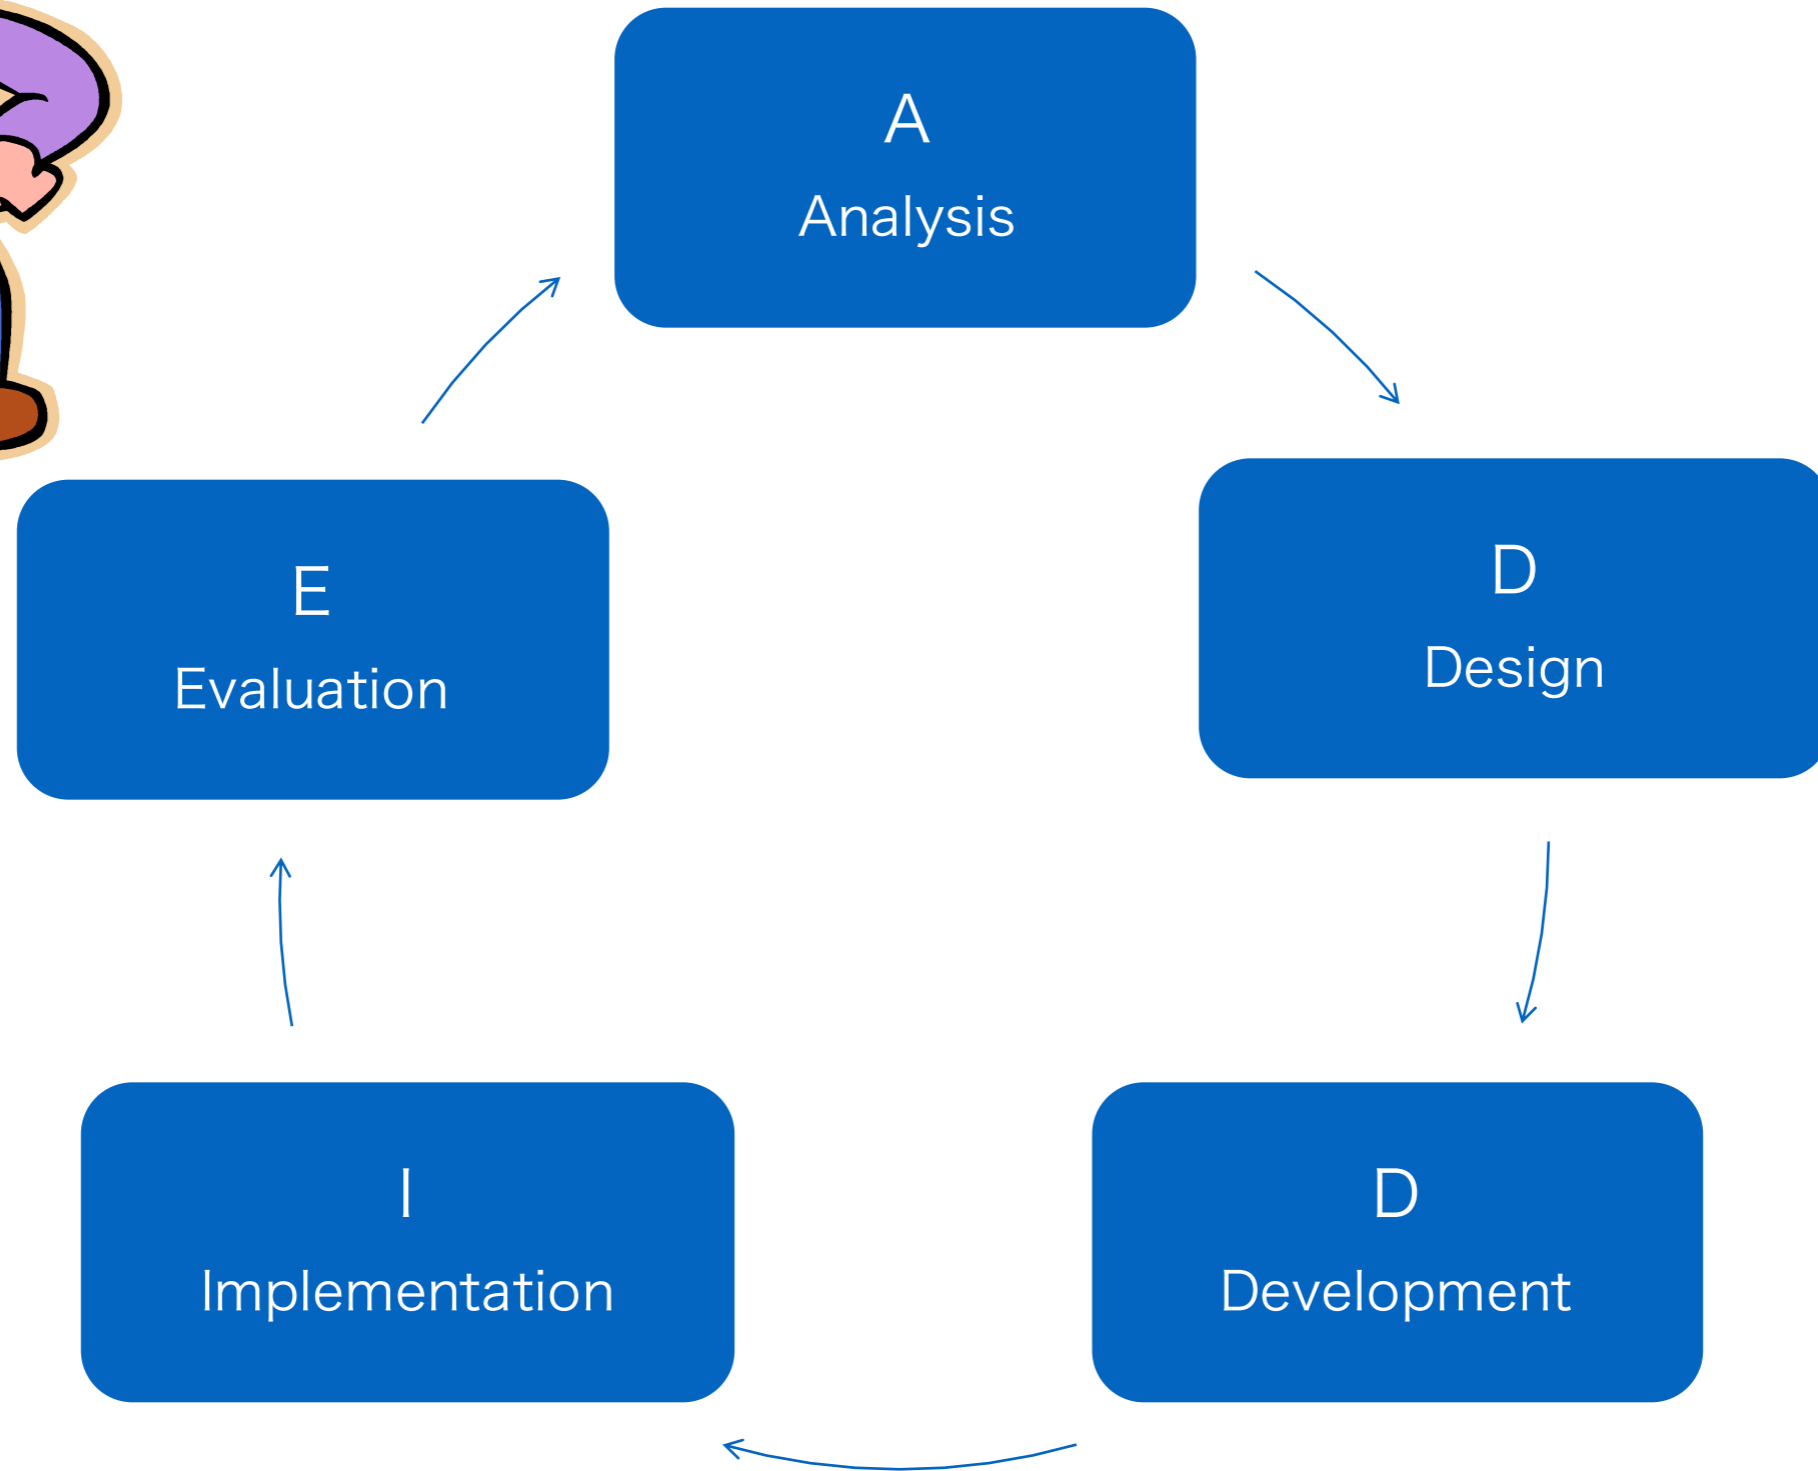 A
Analysis
D
Design
D
Development
I
Implementation
E
Evaluation